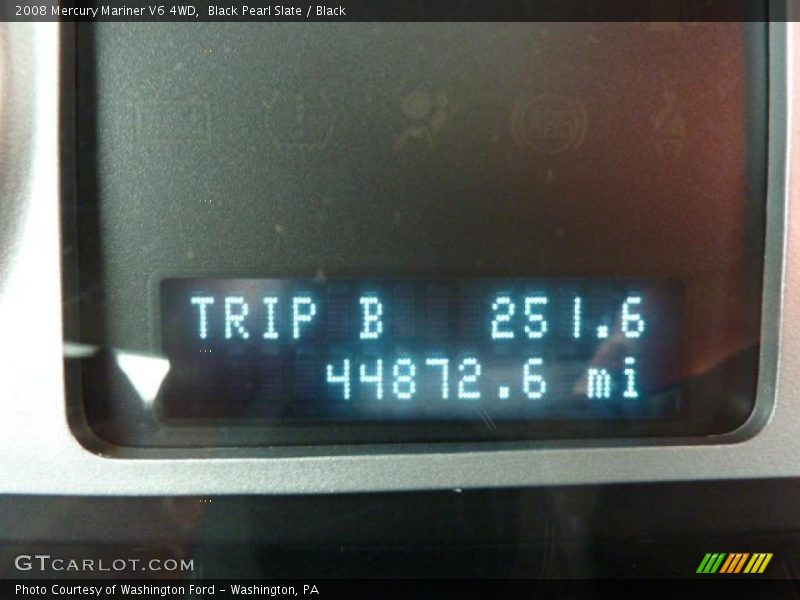 2008 Mercury Mariner V6 4WD,  Black Pearl Slate / Black
TRIP B 251.6
44872.6 mi
GTCARLOT.COM
Photo Courtesy of Washington Ford - Washington, PA